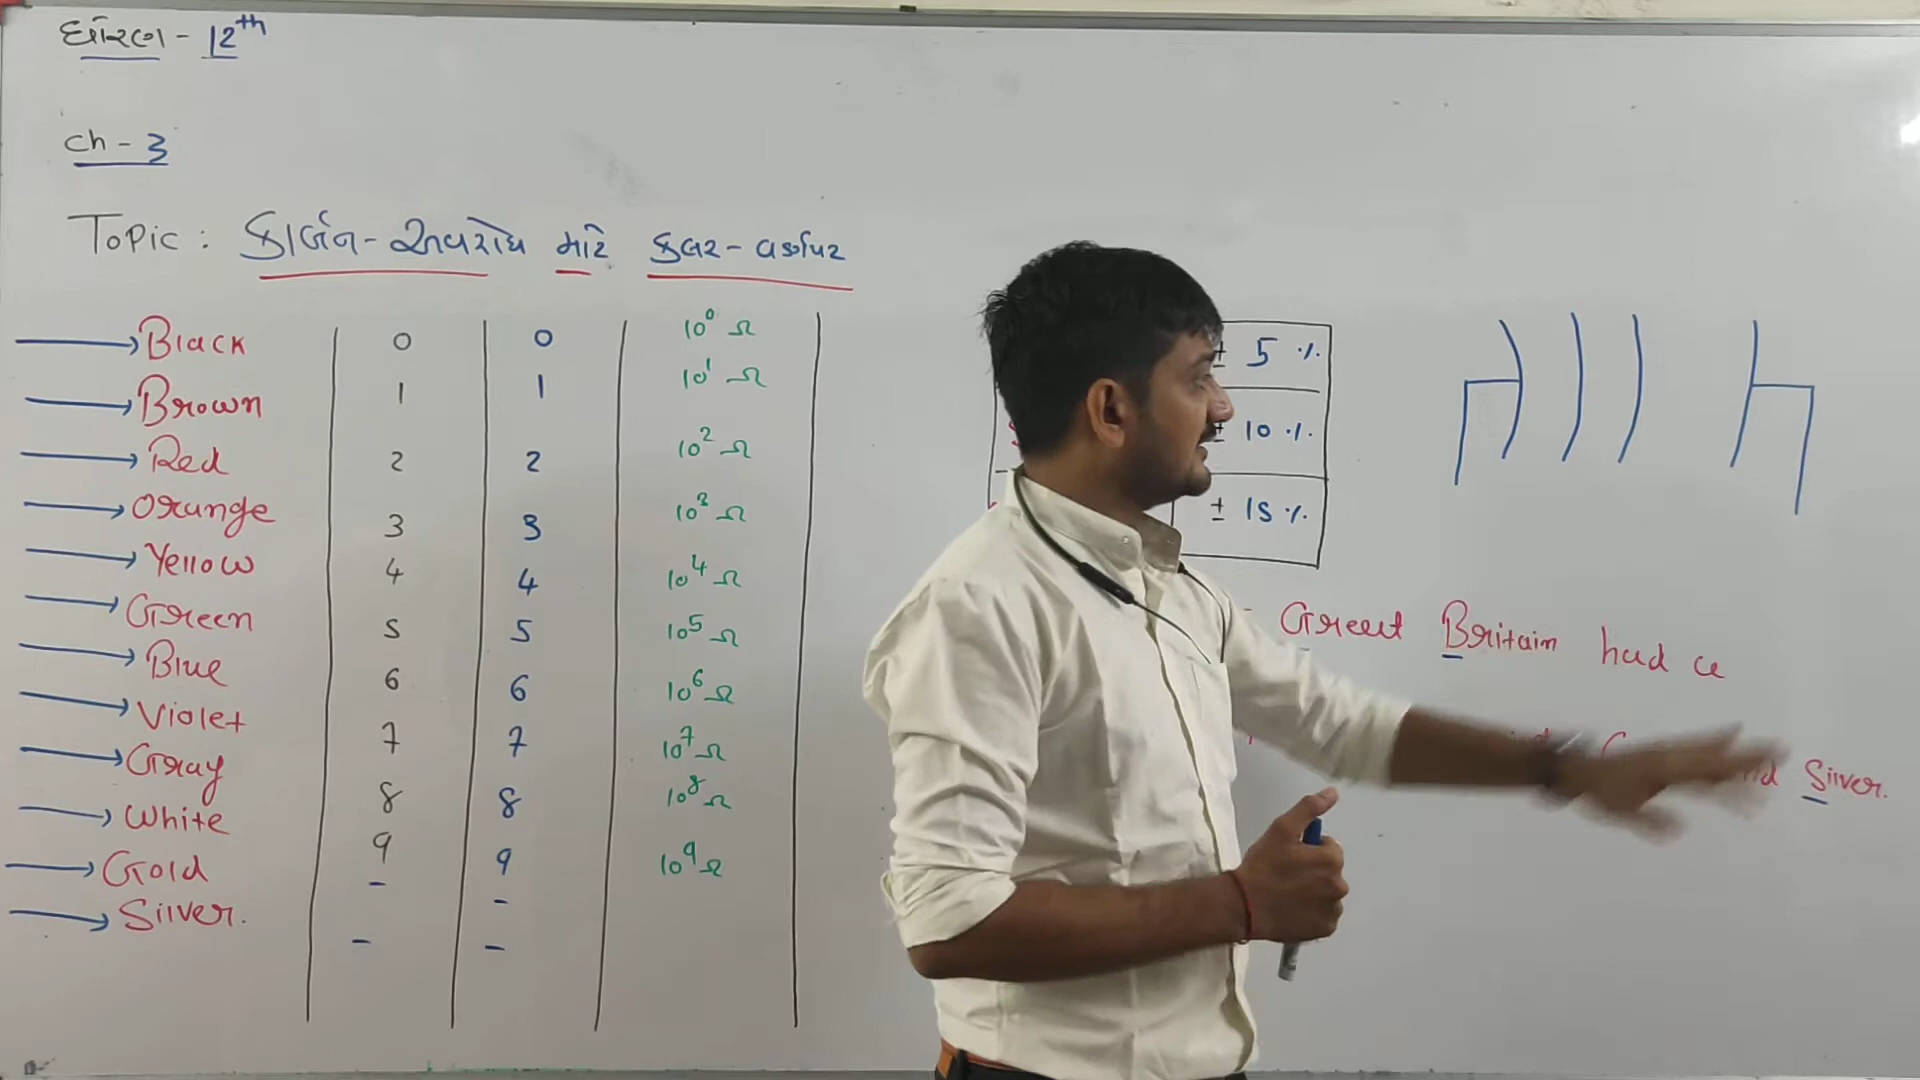 ધોરણ - 12th
Ch - 3
Topic : કાર્બન - અવરોધ માટે કલર -
Black 0 0 10⁰ Ω
Brown 1 1 10¹ Ω
Red 2 2 10² Ω
Orange 3 3 10³ Ω
Yellow 4 4 10⁴ Ω
Green 5 5 10⁵ Ω
Blue 6 6 10⁶ Ω
Violet 7 7 10⁷ Ω
Gray 8 8 10⁸ Ω
White 9 9 10⁹ Ω
Gold - -
Silver. - -
± 5 %
± 10 %
± 15 %
Great Britain had a
Silver.